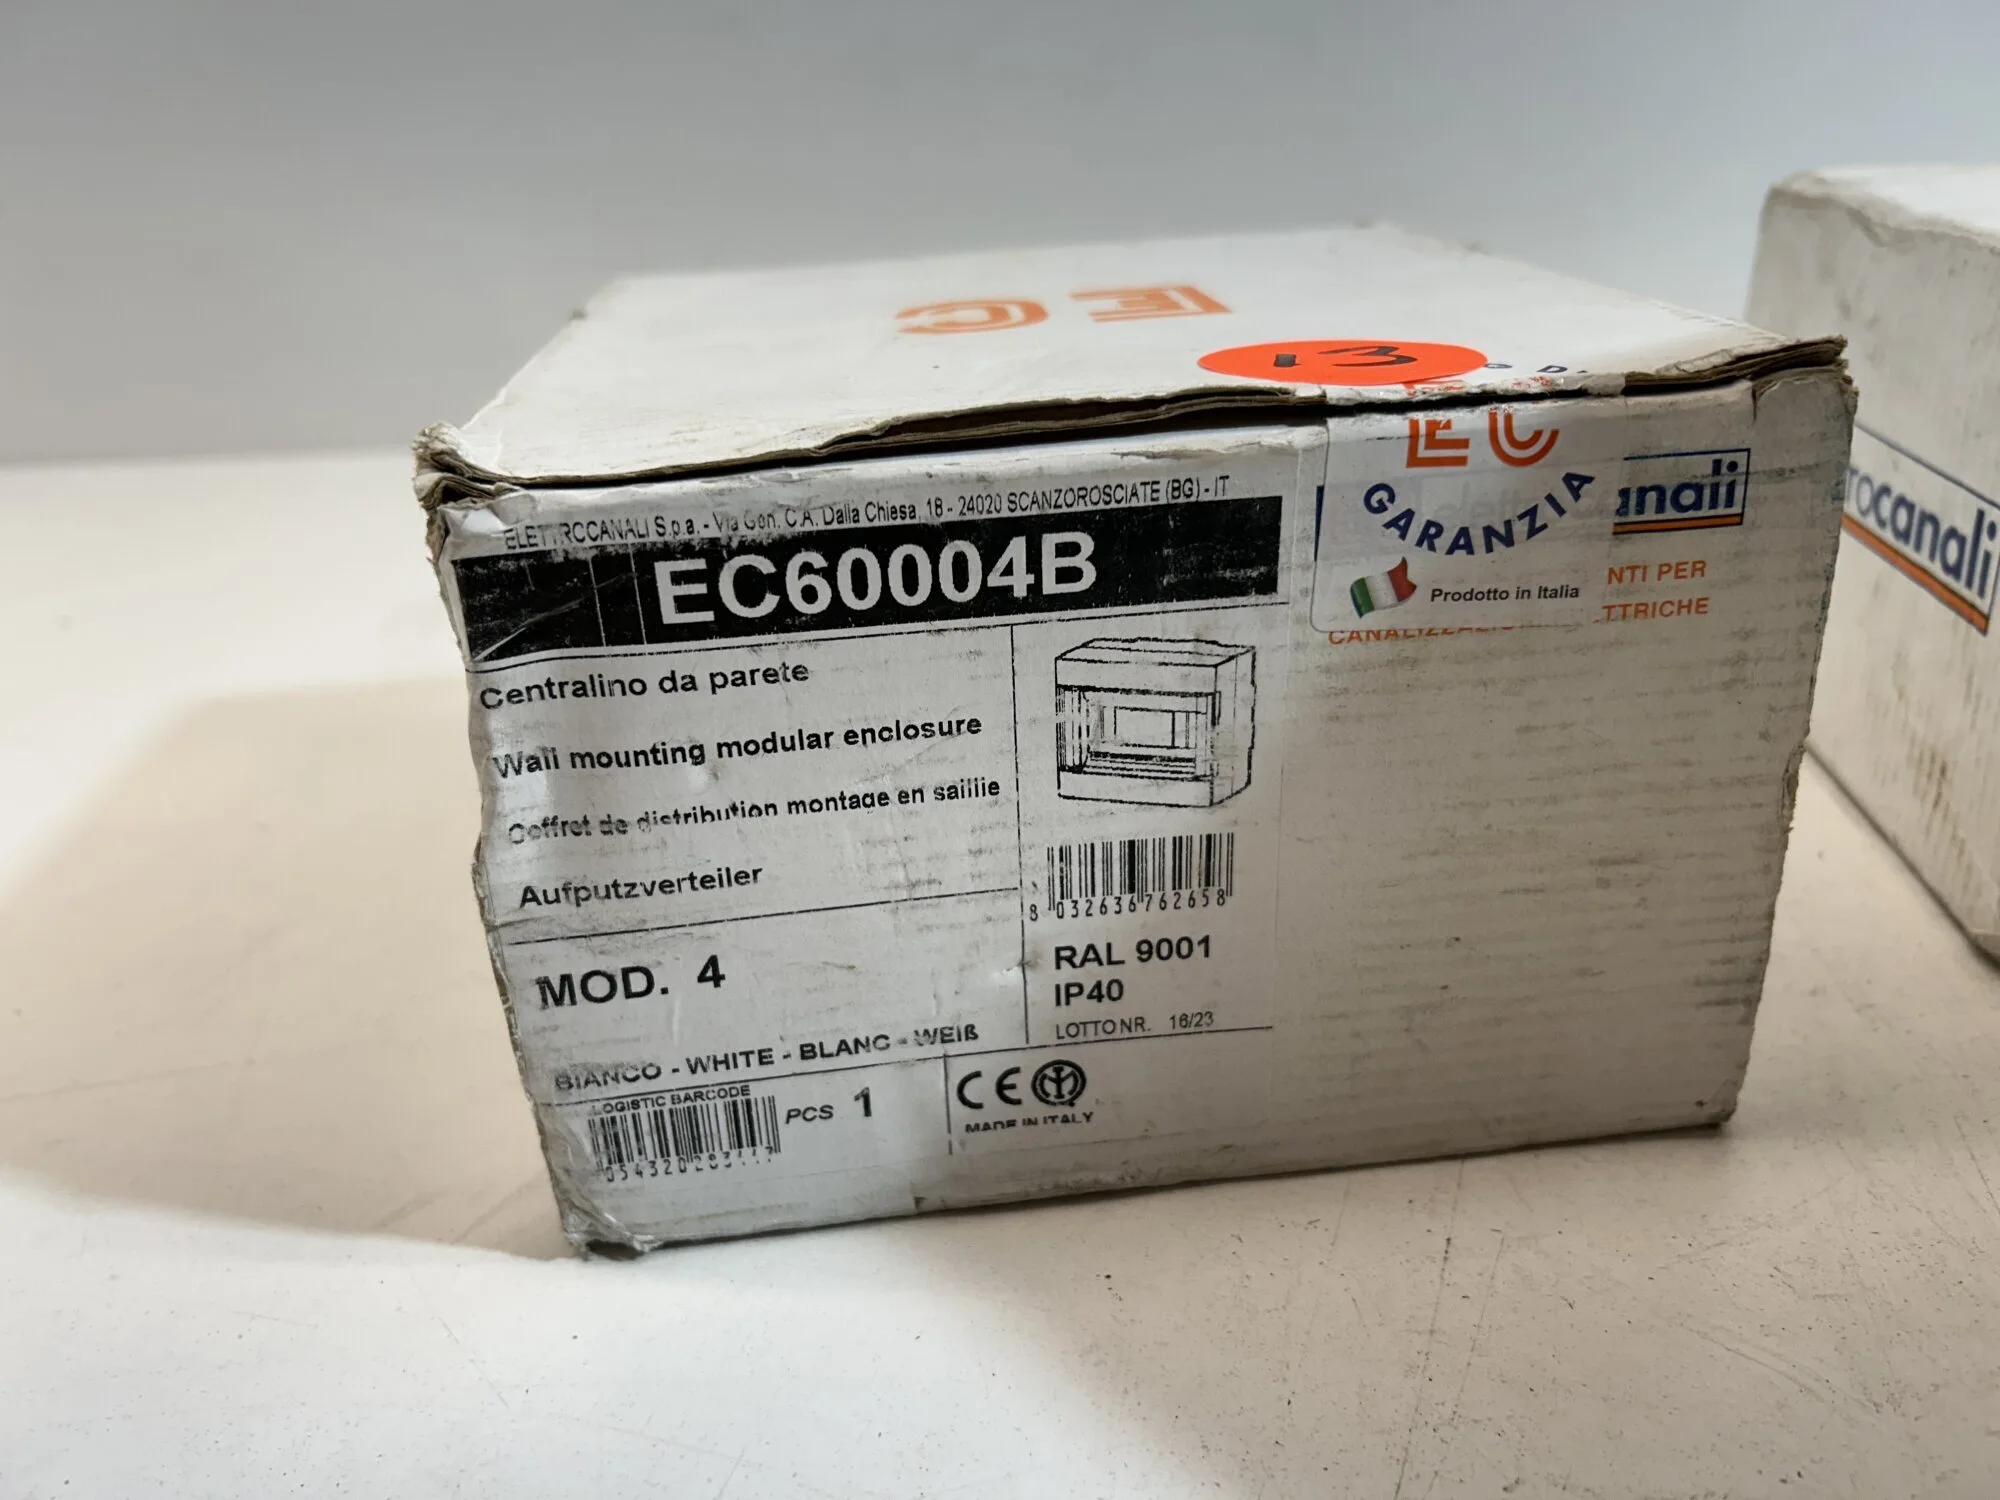 EC
13
ELETTROCANALI S.p.a. - Via Gen. C.A. Dalla Chiesa, 18 - 24020 SCANZOROSCIATE (BG) - IT
EC60004B
Centralino da parete
Wall mounting modular enclosure
Coffret de distribution montage en saillie
Aufputzverteiler
MOD. 4
BIANCO - WHITE - BLANC - WEIß
LOGISTIC BARCODE
PCS 1
8 032636 762658
RAL 9001
IP40
LOTTO NR. 16/23
CE
MADE IN ITALY
EC
GARANZIA
Prodotto in Italia
anali
NTI PER
CANALIZZAZIO TTRICHE
rocanali